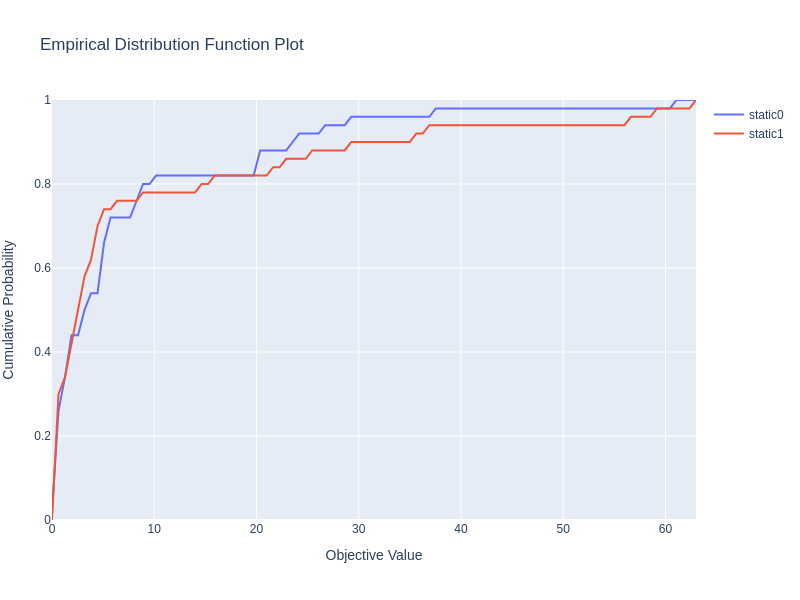 Empirical Distribution Function Plot
static0
static1
1
0.8
0.6
0.4
0.2
0
Cumulative Probability
0
10
20
30
40
50
60
Objective Value